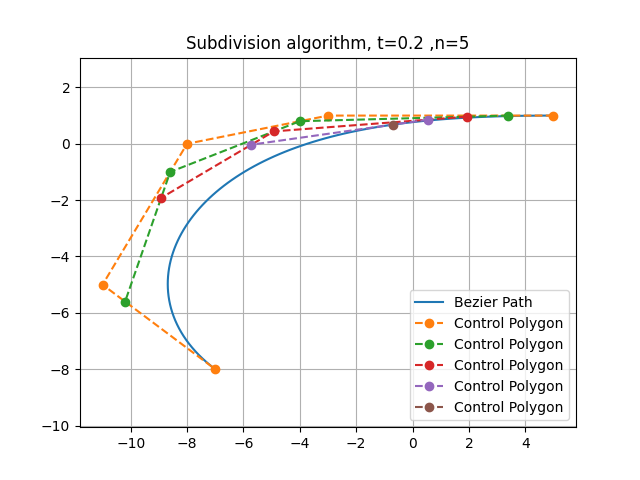 Subdivision algorithm, t=0.2 ,n=5
2
0
−2
−4
−6
−8
−10
−10 −8 −6 −4 −2 0 2 4
Bezier Path
Control Polygon
Control Polygon
Control Polygon
Control Polygon
Control Polygon